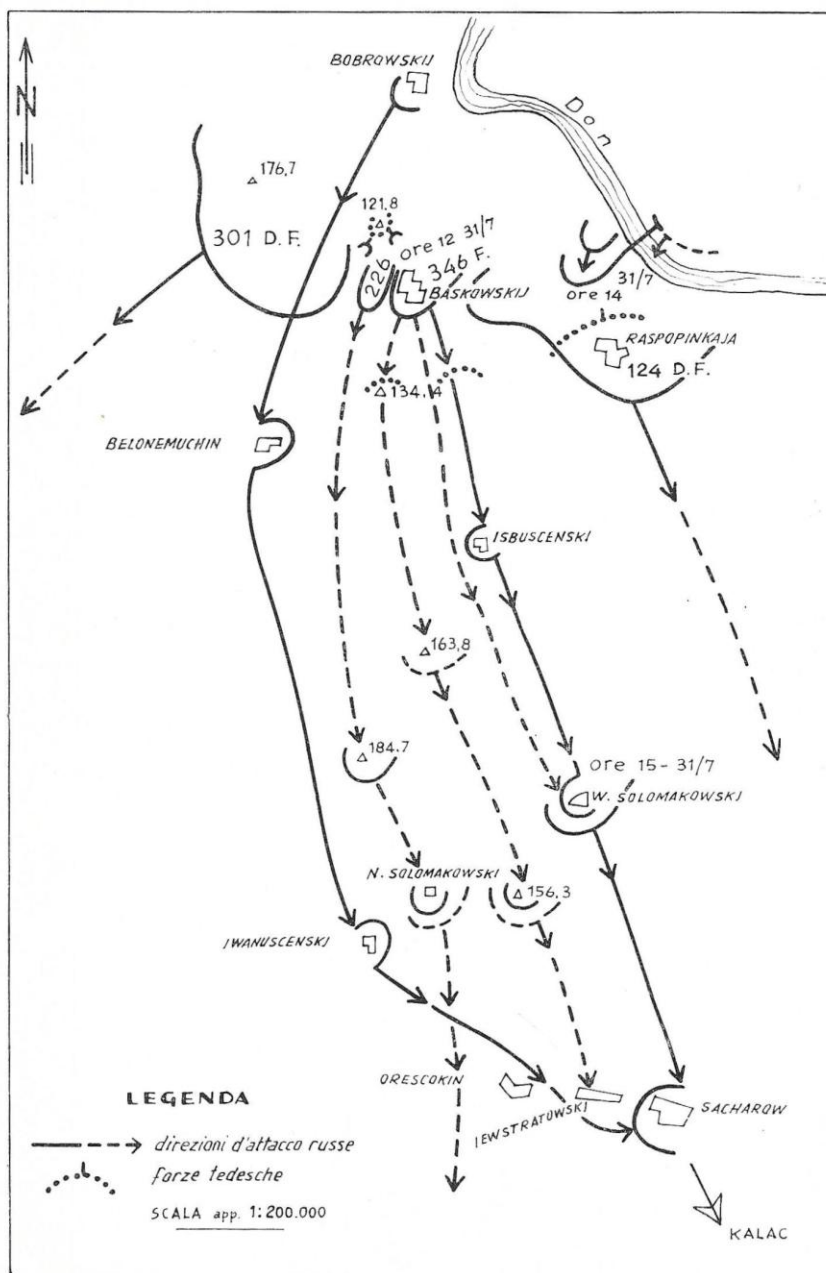 BOBROWSKIJ
N
Don
176,7
121,8
301 D.F.
226
ore 12 31/7
346 F.
BASKOWSKIJ
31/7
ore 14
RASPOPINKAJA
124 D.F.
134,4
BELONEMUCHIN
ISBUSCENSKI
163,8
184.7
ore 15-31/7
W. SOLOMAKOWSKI
N. SOLOMAKOWSKI
156,3
IWANUSCENSKI
ORESCOKIN
IEWSTRATOWSKI
SACHAROW
KALAC
LEGENDA
direzioni d'attacco russe
forze tedesche
SCALA app. 1:200.000